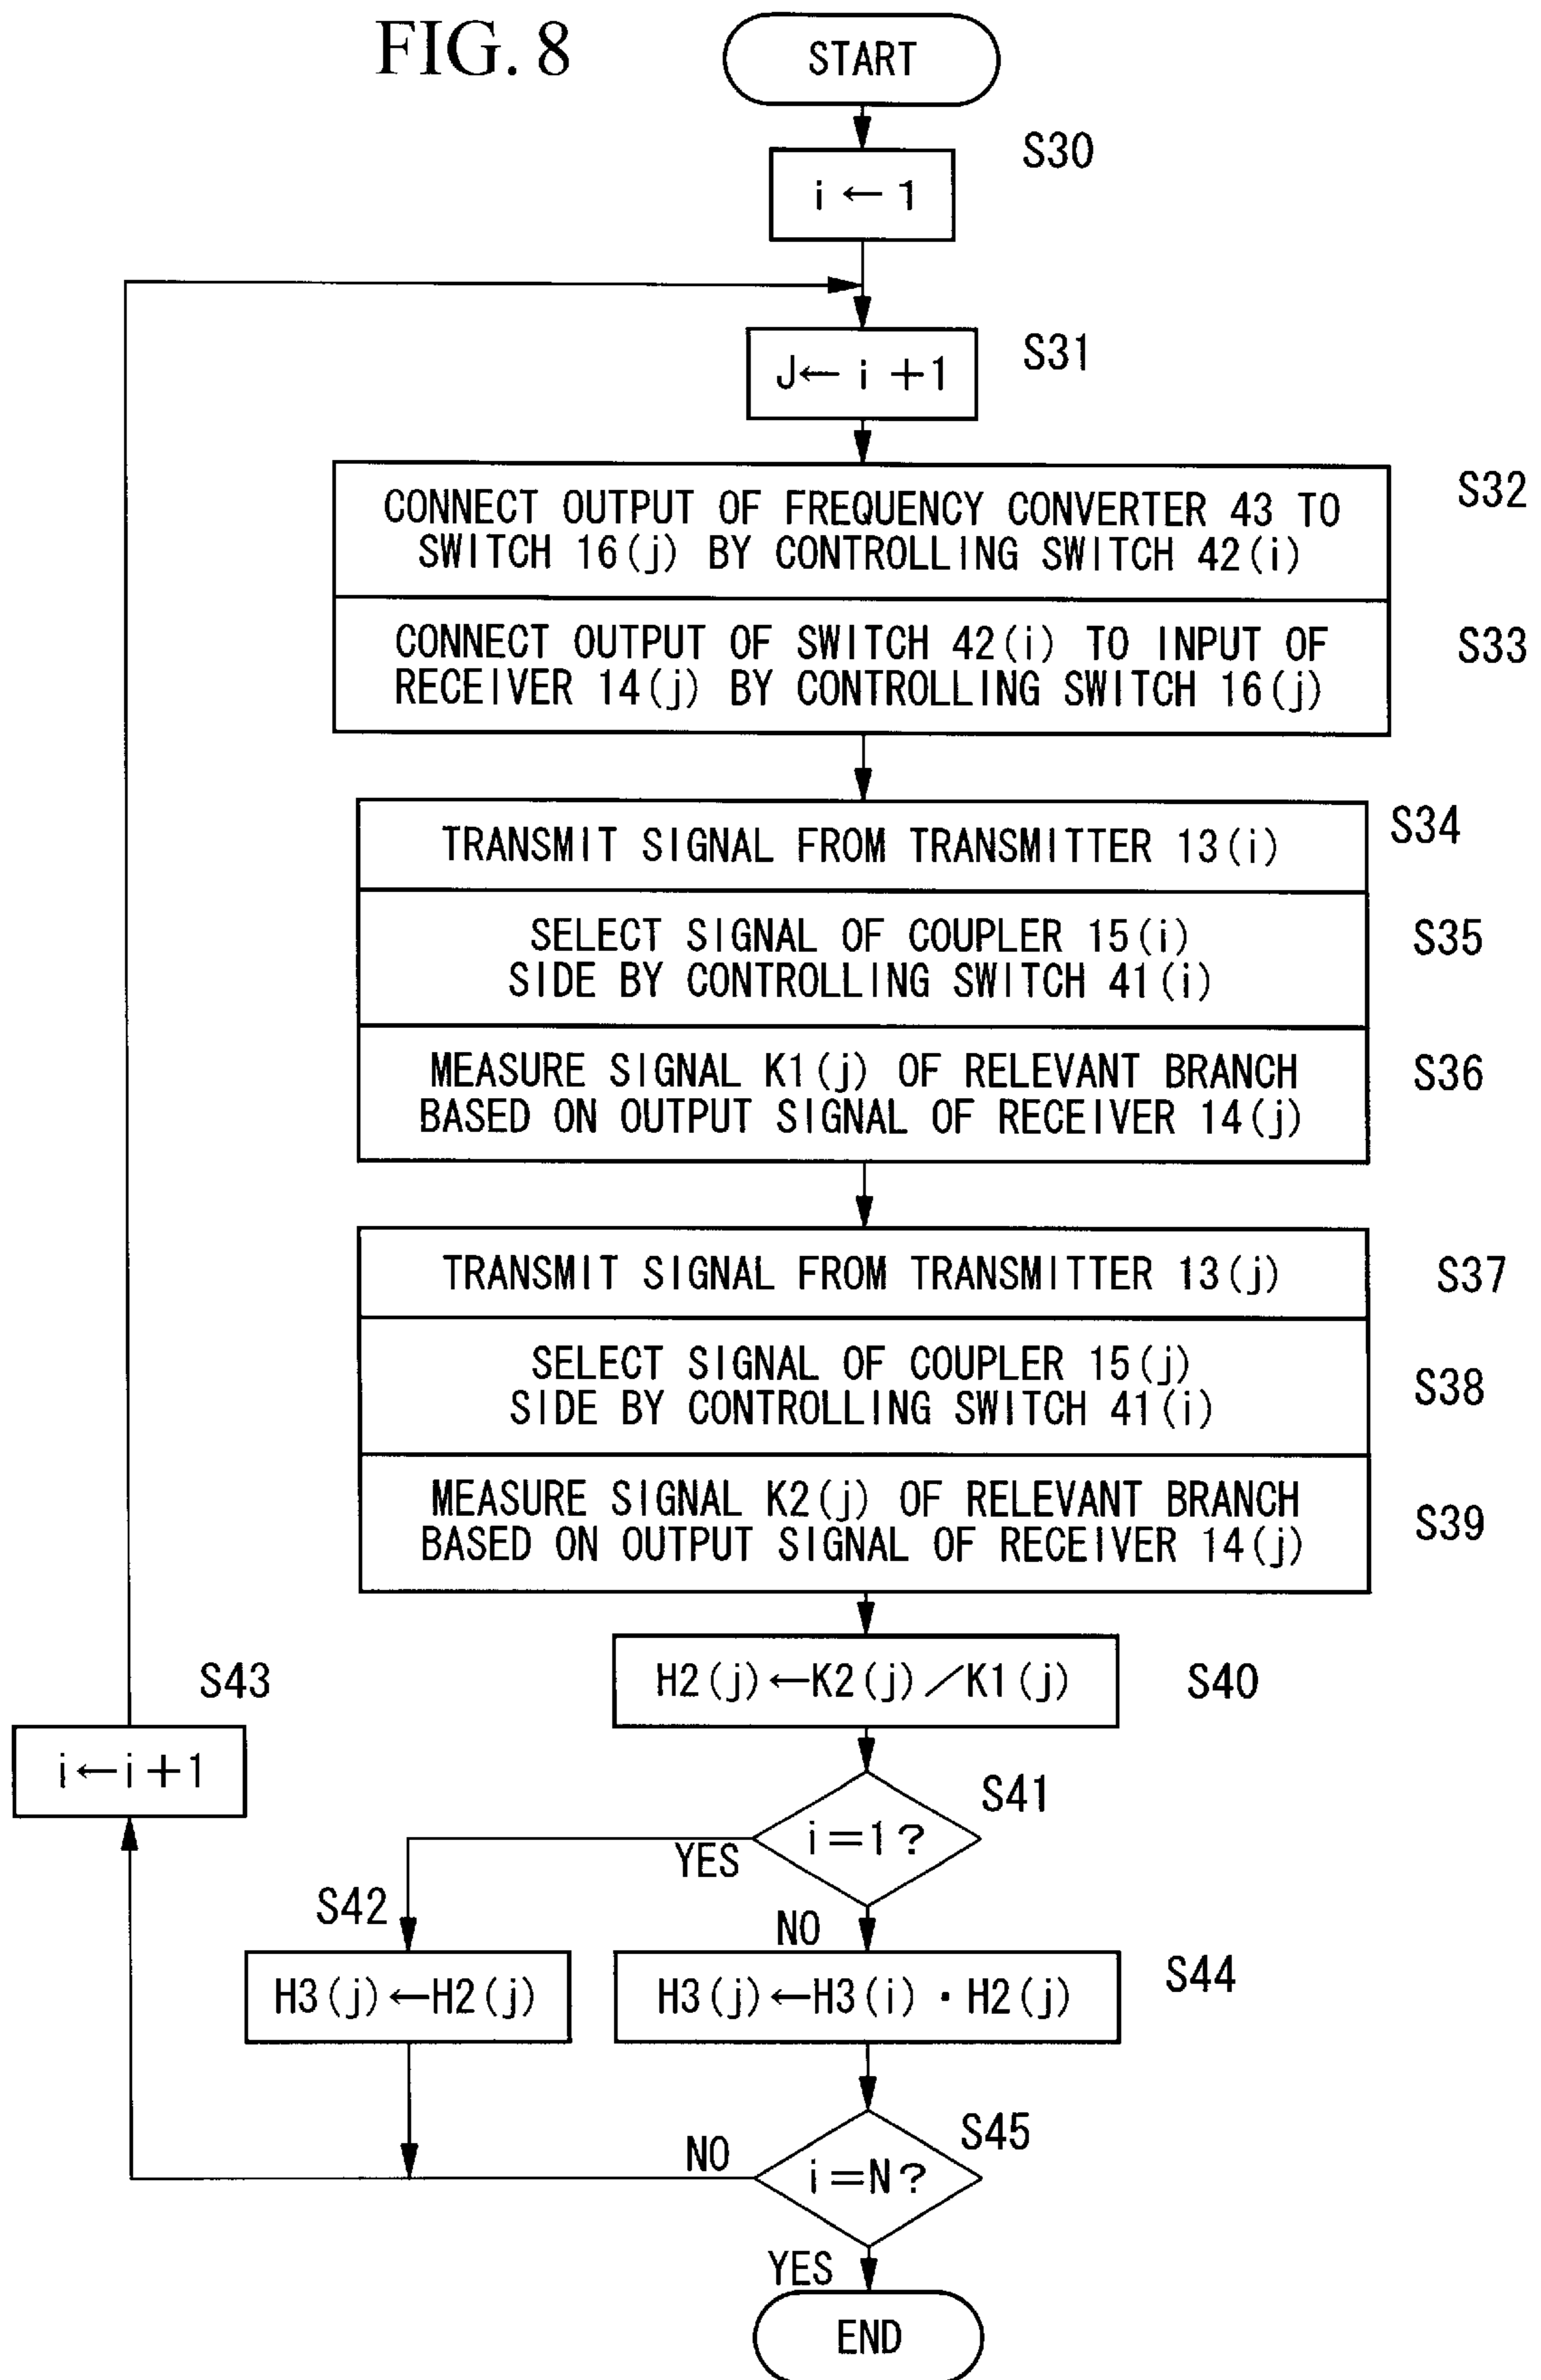 FIG. 8
START
S30
i ← 1
S31
J← i +1
S32
CONNECT OUTPUT OF FREQUENCY CONVERTER 43 TO
SWITCH 16(j) BY CONTROLLING SWITCH 42(i)
S33
CONNECT OUTPUT OF SWITCH 42(i) TO INPUT OF
RECEIVER 14(j) BY CONTROLLING SWITCH 16(j)
S34
TRANSMIT SIGNAL FROM TRANSMITTER 13(i)
S35
SELECT SIGNAL OF COUPLER 15(i)
SIDE BY CONTROLLING SWITCH 41(i)
S36
MEASURE SIGNAL K1(j) OF RELEVANT BRANCH
BASED ON OUTPUT SIGNAL OF RECEIVER 14(j)
S37
TRANSMIT SIGNAL FROM TRANSMITTER 13(j)
S38
SELECT SIGNAL OF COUPLER 15(j)
SIDE BY CONTROLLING SWITCH 41(i)
S39
MEASURE SIGNAL K2(j) OF RELEVANT BRANCH
BASED ON OUTPUT SIGNAL OF RECEIVER 14(j)
S40
H2(j)←K2(j)/K1(j)
S43
i←i+1
S41
i=1?
YES
NO
S42
H3(j)←H2(j)
S44
H3(j)←H3(i)・H2(j)
S45
i=N?
NO
YES
END